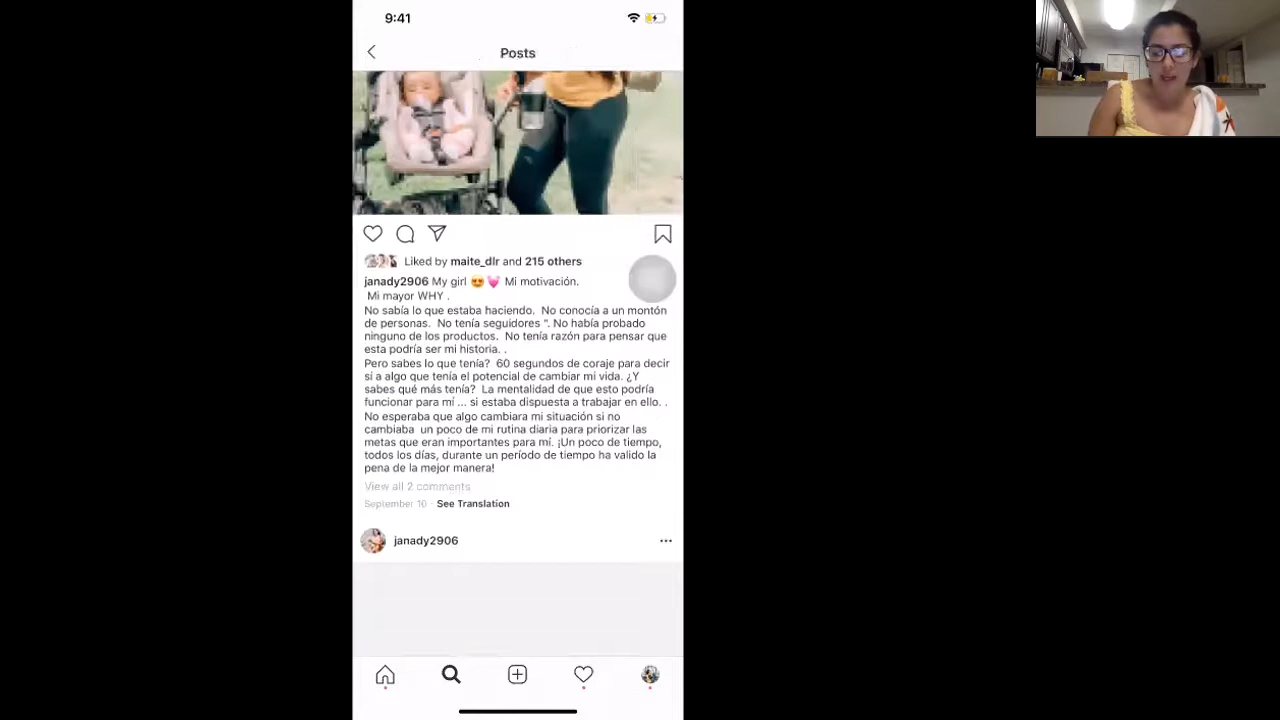 9:41
Posts
Liked by maite_dlr and 215 others
janady2906 My girl 😍 💓 Mi motivación.
Mi mayor WHY .
No sabía lo que estaba haciendo. No conocía a un montón
de personas. No tenía seguidores ". No había probado
ninguno de los productos. No tenía razón para pensar que
esta podría ser mi historia. .
Pero sabes lo que tenía? 60 segundos de coraje para decir
sí a algo que tenía el potencial de cambiar mi vida. ¿Y
sabes qué más tenía? La mentalidad de que esto podría
funcionar para mí ... si estaba dispuesta a trabajar en ello. .
No esperaba que algo cambiara mi situación si no
cambiaba un poco de mi rutina diaria para priorizar las
metas que eran importantes para mí. ¡Un poco de tiempo,
todos los días, durante un período de tiempo ha valido la
pena de la mejor manera!
View all 2 comments
September 10 · See Translation
janady2906